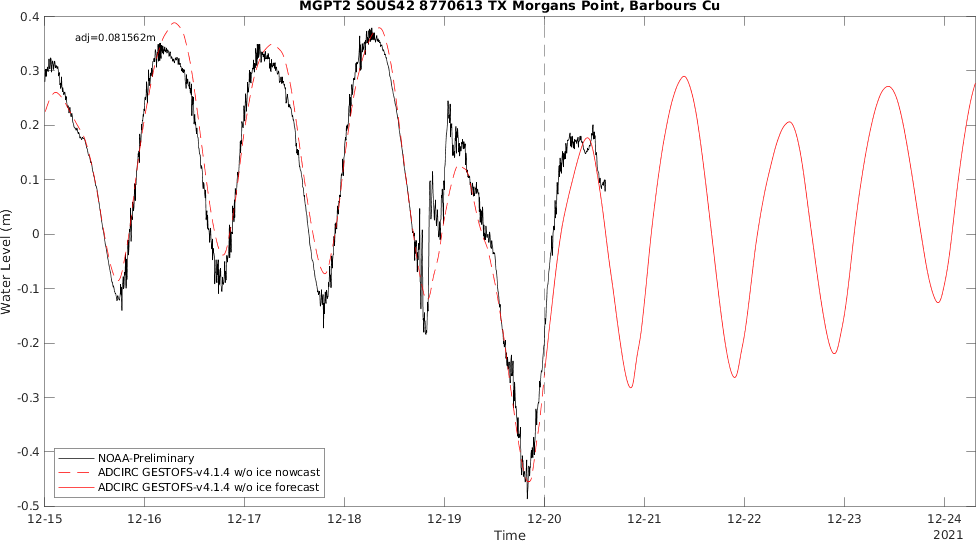 MGPT2 SOUS42 8770613 TX Morgans Point, Barbours Cu
adj=0.081562m
0.4
0.3
0.2
0.1
0
-0.1
-0.2
-0.3
-0.4
-0.5
Water Level (m)
NOAA-Preliminary
ADCIRC GESTOFS-v4.1.4 w/o ice nowcast
ADCIRC GESTOFS-v4.1.4 w/o ice forecast
12-15 12-16 12-17 12-18 12-19 12-20 12-21 12-22 12-23 12-24
Time 2021